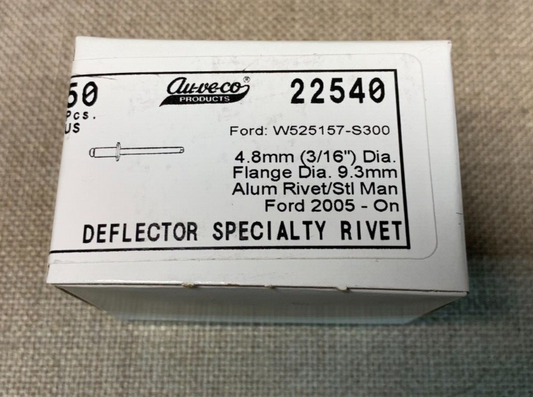 50
Pcs.
US
Au-ve-co®
PRODUCTS
22540
Ford: W525157-S300
4.8mm (3/16") Dia.
Flange Dia. 9.3mm
Alum Rivet/Stl Man
Ford 2005 - On
DEFLECTOR SPECIALTY RIVET